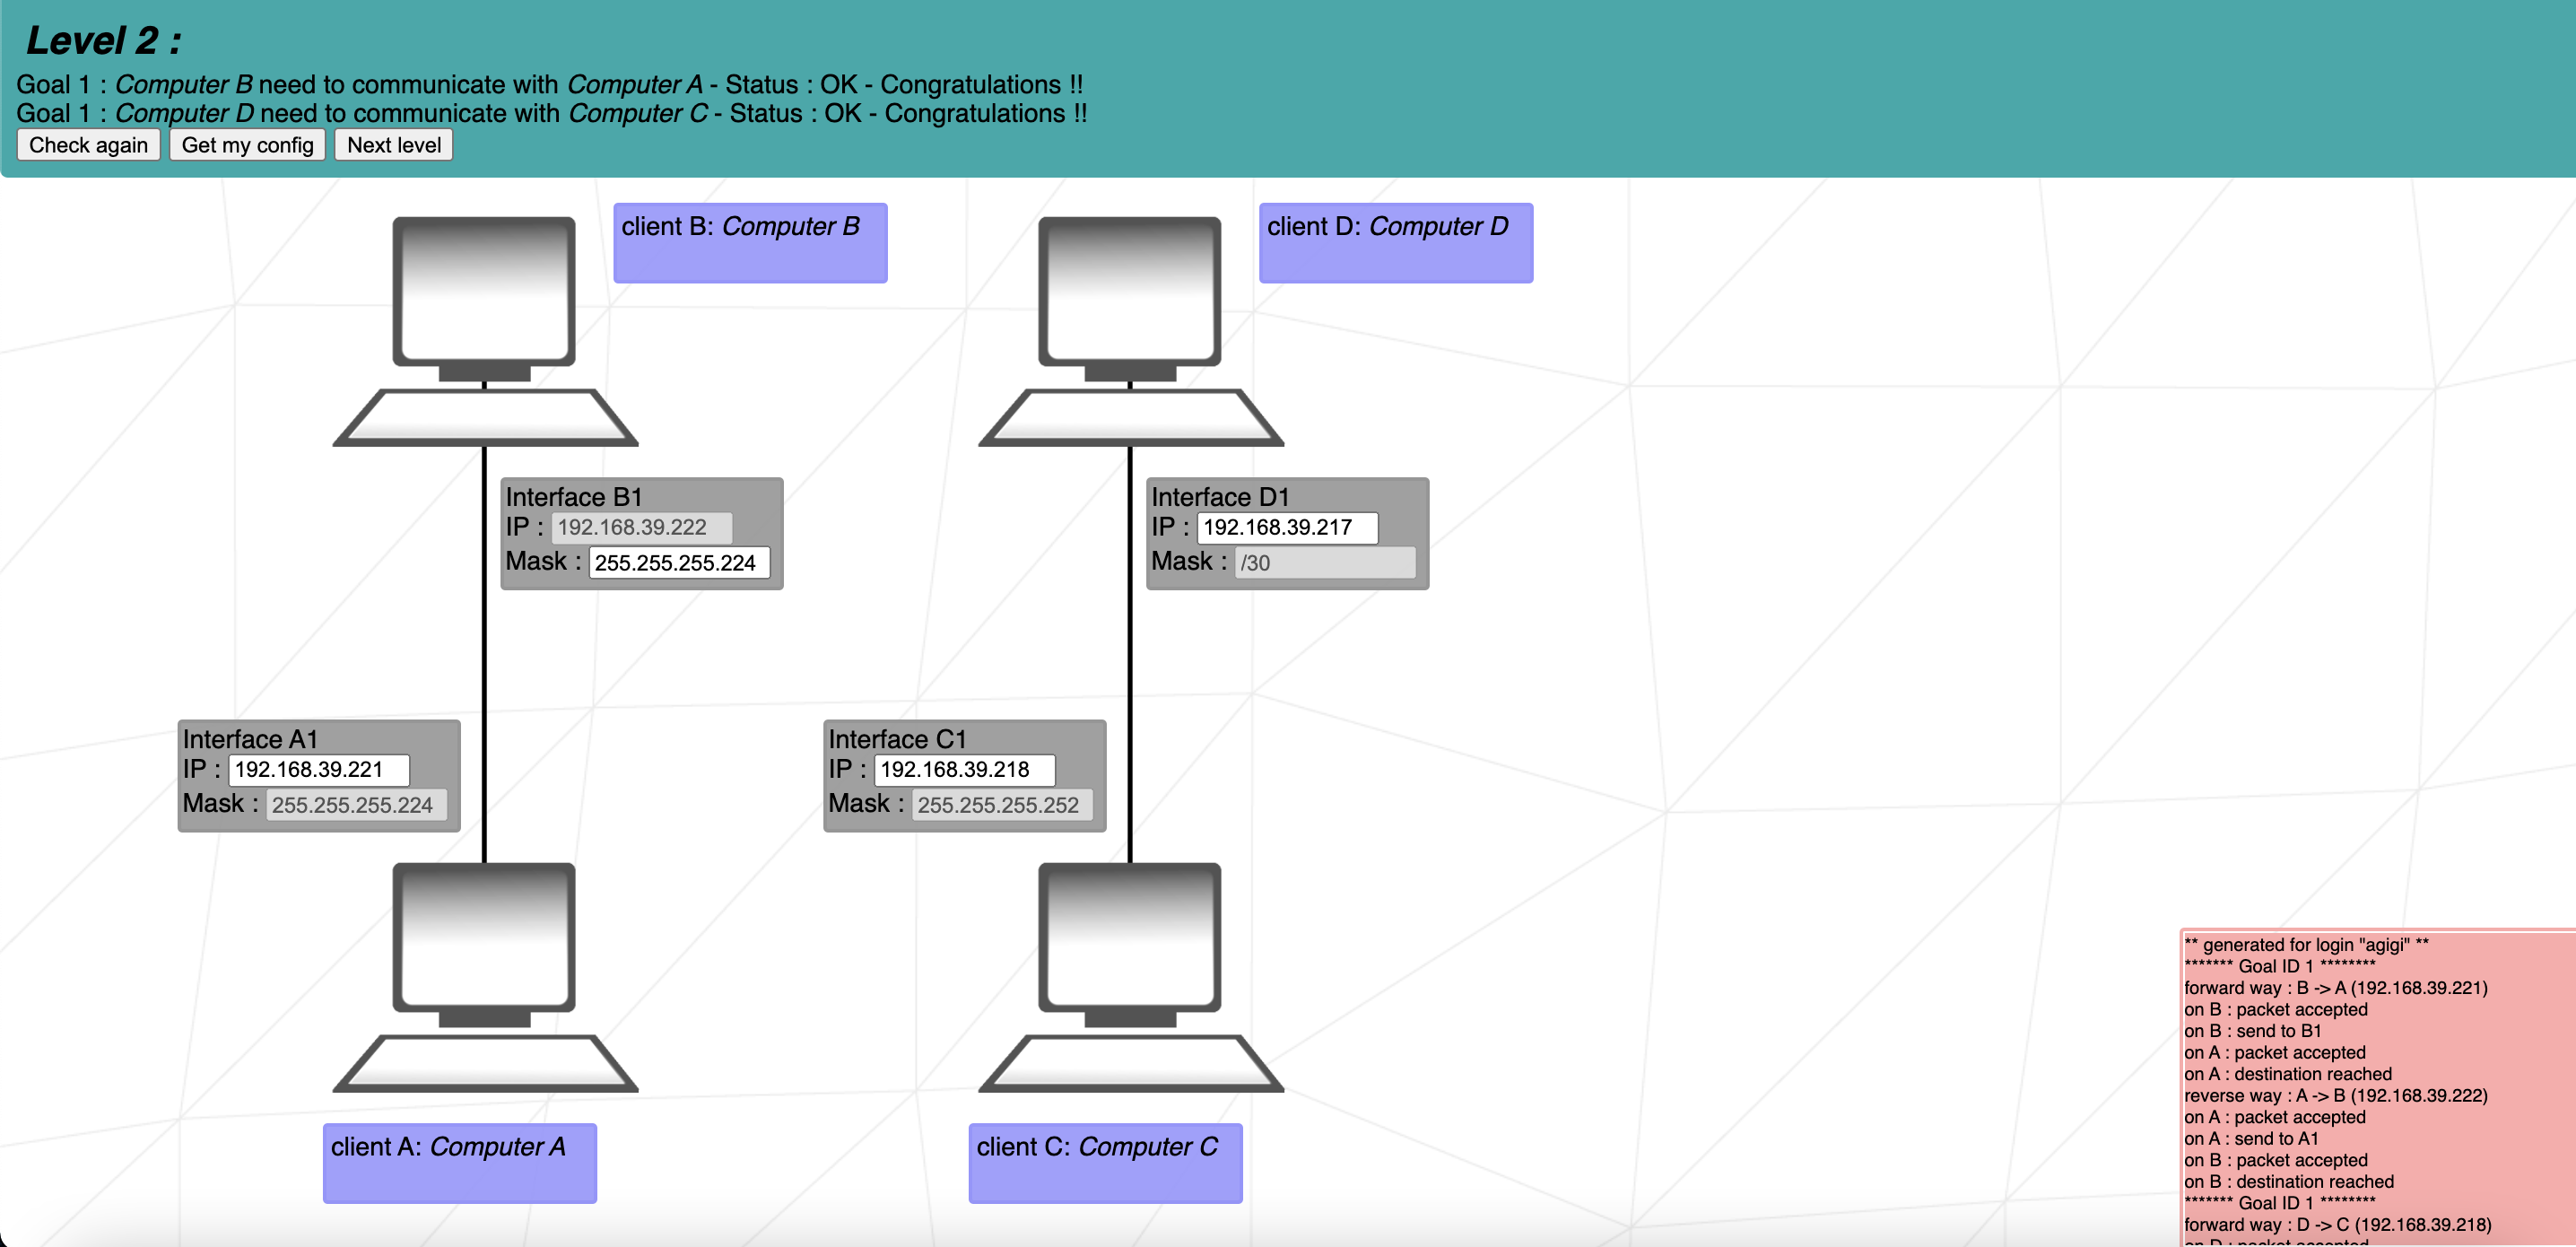 Level 2 :
Goal 1 : Computer B need to communicate with Computer A - Status : OK - Congratulations !!
Goal 1 : Computer D need to communicate with Computer C - Status : OK - Congratulations !!
Check again Get my config Next level
client B: Computer B
client D: Computer D
Interface B1
IP : 192.168.39.222
Mask : 255.255.255.224
Interface D1
IP : 192.168.39.217
Mask : /30
Interface A1
IP : 192.168.39.221
Mask : 255.255.255.224
Interface C1
IP : 192.168.39.218
Mask : 255.255.255.252
client A: Computer A
client C: Computer C
** generated for login "agigi" **
******* Goal ID 1 ********
forward way : B -> A (192.168.39.221)
on B : packet accepted
on B : send to B1
on A : packet accepted
on A : destination reached
reverse way : A -> B (192.168.39.222)
on A : packet accepted
on A : send to A1
on B : packet accepted
on B : destination reached
******* Goal ID 1 ********
forward way : D -> C (192.168.39.218)
on D : packet accepted